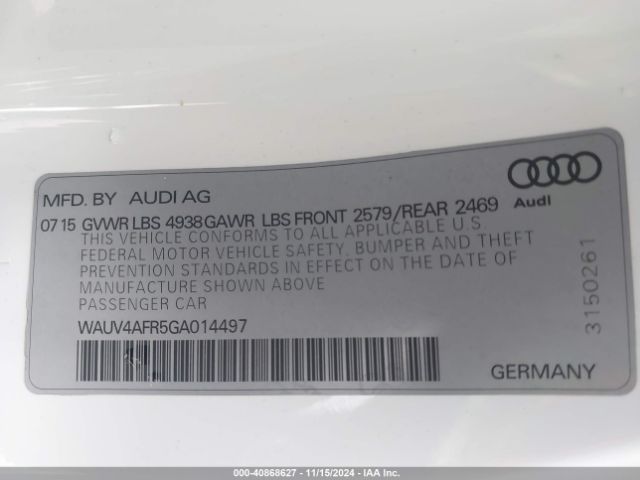 MFD. BY AUDI AG
Audi
07 15 GVWR LBS 4938 GAWR LBS FRONT 2579/REAR 2469
THIS VEHICLE CONFORMS TO ALL APPLICABLE U.S.
FEDERAL MOTOR VEHICLE SAFETY, BUMPER AND THEFT
PREVENTION STANDARDS IN EFFECT ON DATE OF
MANUFACTURE SHOWN ABOVE
PASSENGER CAR
WAUV4AFR5GA014497
3150261
GERMANY
000-40868627 - 11/15/2024 - IAA Inc.